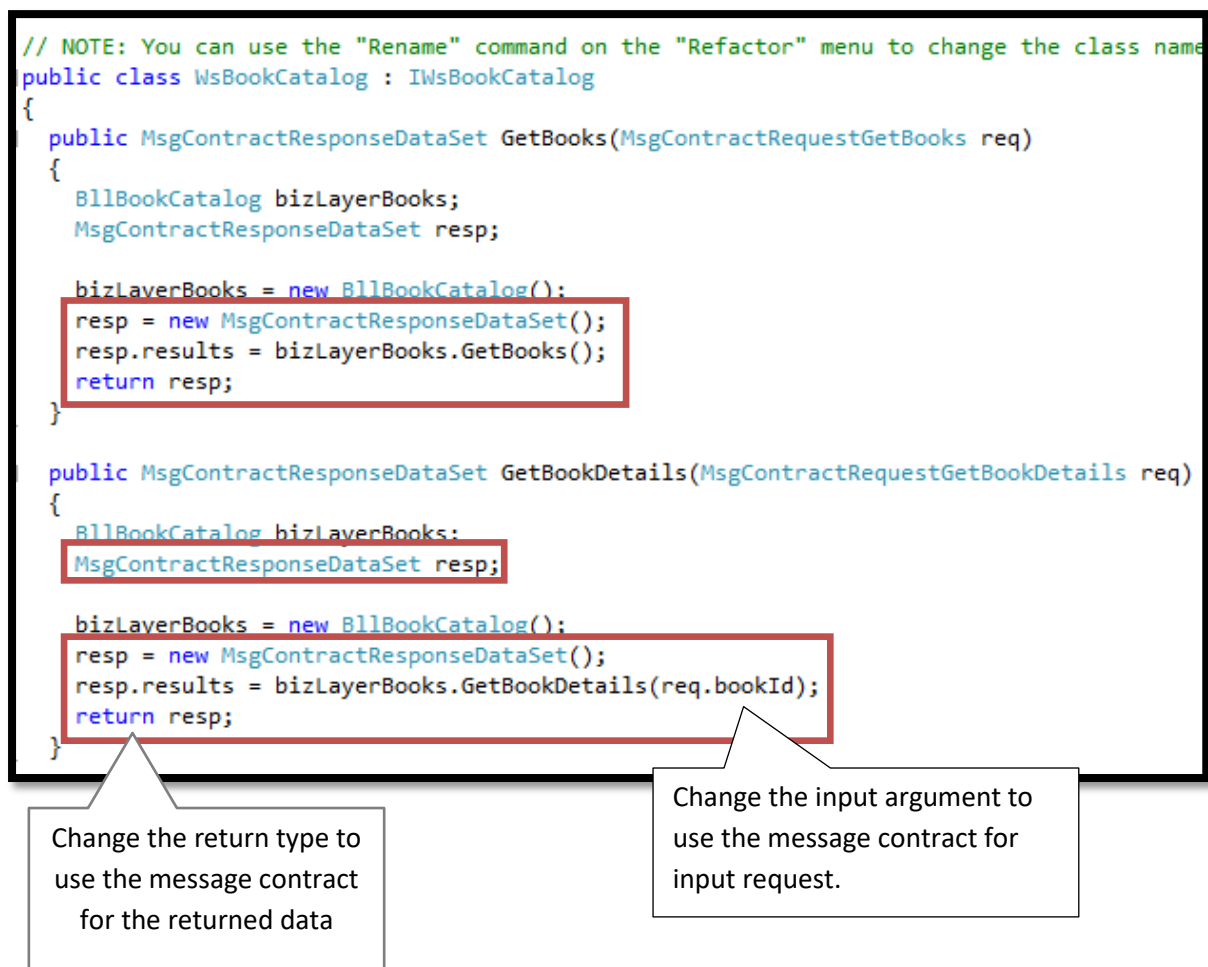 // NOTE: You can use the "Rename" command on the "Refactor" menu to change the class name
public class WsBookCatalog : IWsBookCatalog
{
public MsgContractResponseDataSet GetBooks(MsgContractRequestGetBooks req)
{
BllBookCatalog bizLayerBooks;
MsgContractResponseDataSet resp;
bizLayerBooks = new BllBookCatalog();
resp = new MsgContractResponseDataSet();
resp.results = bizLayerBooks.GetBooks();
return resp;
}
public MsgContractResponseDataSet GetBookDetails(MsgContractRequestGetBookDetails req)
{
BllBookCatalog bizLayerBooks;
MsgContractResponseDataSet resp;
bizLayerBooks = new BllBookCatalog();
resp = new MsgContractResponseDataSet();
resp.results = bizLayerBooks.GetBookDetails(req.bookId);
return resp;
}
Change the return type to
use the message contract
for the returned data
Change the input argument to
use the message contract for
input request.